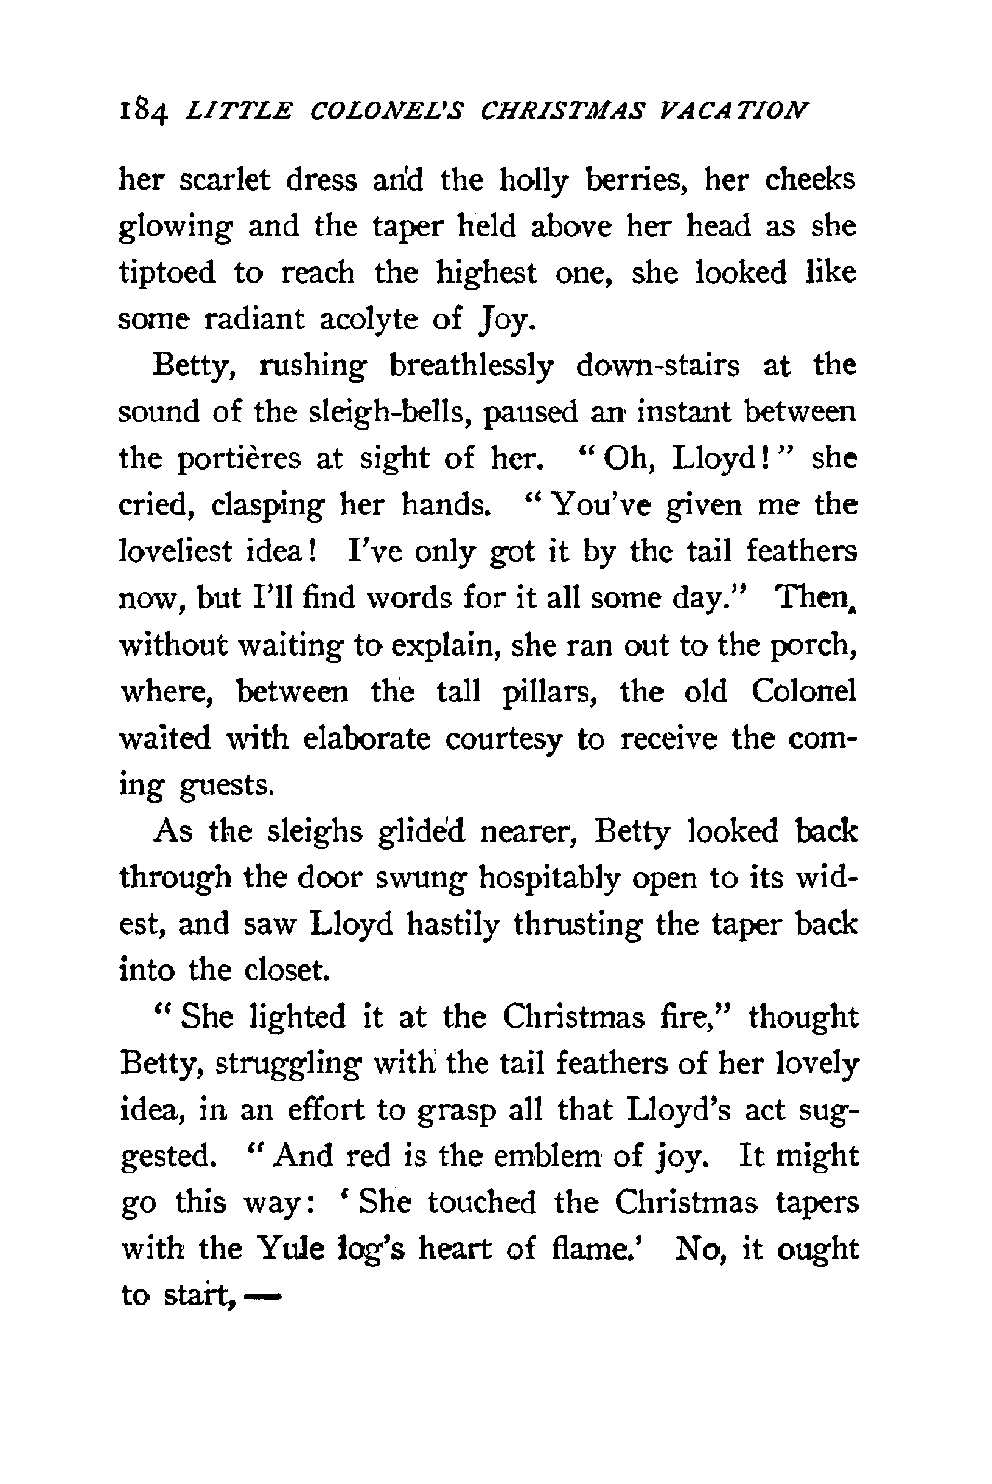 184 LITTLE COLONEL'S CHRISTMAS VACATION
her scarlet dress and the holly berries, her cheeks
glowing and the taper held above her head as she
tiptoed to reach the highest one, she looked like
some radiant acolyte of Joy.
Betty, rushing breathlessly down-stairs at the
sound of the sleigh-bells, paused an instant between
the portières at sight of her. “Oh, Lloyd!” she
cried, clasping her hands. “You've given me the
loveliest idea! I've only got it by the tail feathers
now, but I'll find words for it all some day.” Then,
without waiting to explain, she ran out to the porch,
where, between the tall pillars, the old Colonel
waited with elaborate courtesy to receive the com-
ing guests.
As the sleighs glided nearer, Betty looked back
through the door swung hospitably open to its wid-
est, and saw Lloyd hastily thrusting the taper back
into the closet.
“She lighted it at the Christmas fire,” thought
Betty, struggling with the tail feathers of her lovely
idea, in an effort to grasp all that Lloyd's act sug-
gested. “And red is the emblem of joy. It might
go this way: ‘She touched the Christmas tapers
with the Yule log's heart of flame.’ No, it ought
to start,—